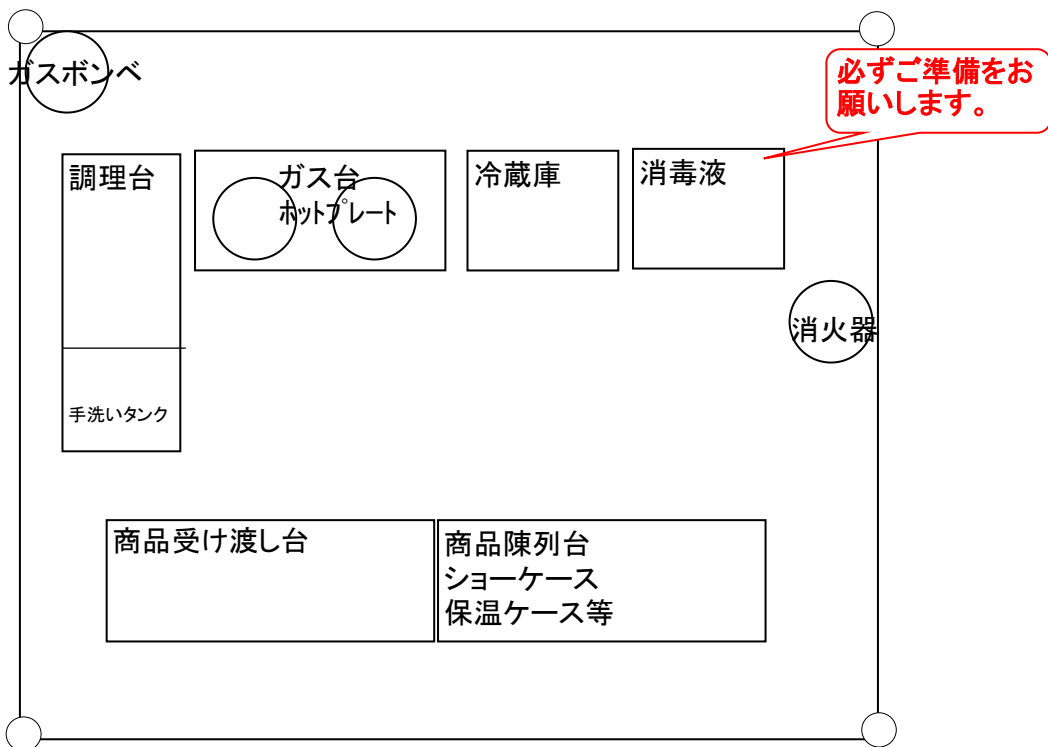 ガスボンベ
必ずご準備をお
願いします。
調理台
ガス台
ホットプレート
冷蔵庫
消毒液
消火器
手洗いタンク
商品受け渡し台
商品陳列台
ショーケース
保温ケース等